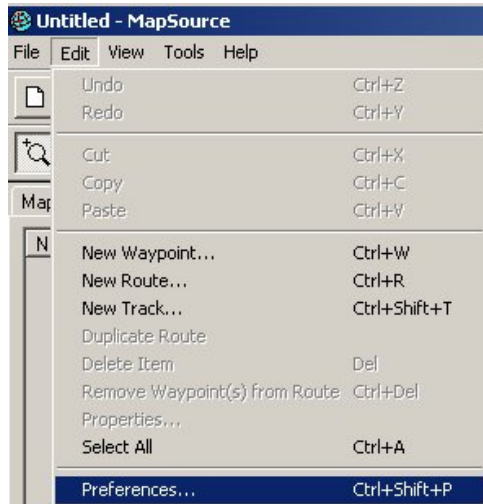 Untitled - MapSource
File Edit View Tools Help
Undo Ctrl+Z
Redo Ctrl+Y
Cut Ctrl+X
Copy Ctrl+C
Paste Ctrl+V
Map
N
New Waypoint... Ctrl+W
New Route... Ctrl+R
New Track... Ctrl+Shift+T
Duplicate Route
Delete Item Del
Remove Waypoint(s) from Route Ctrl+Del
Properties...
Select All Ctrl+A
Preferences... Ctrl+Shift+P